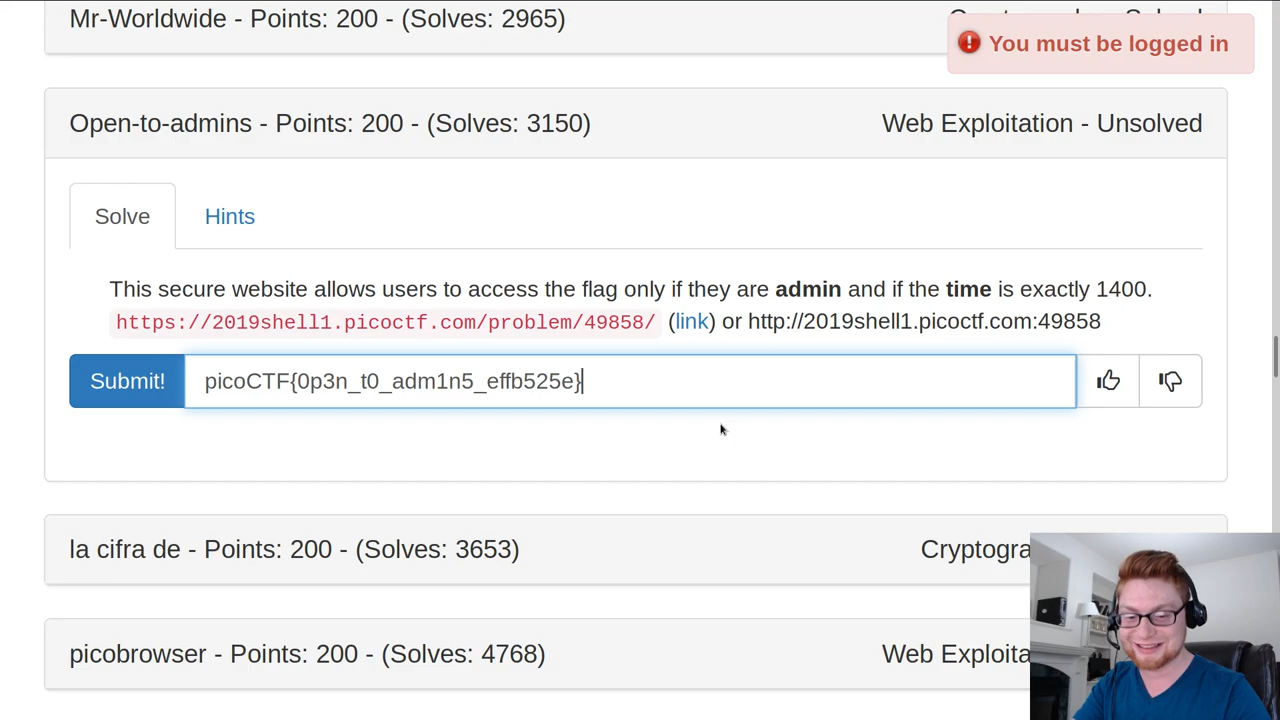 Mr-Worldwide - Points: 200 - (Solves: 2965)
You must be logged in
Open-to-admins - Points: 200 - (Solves: 3150)
Web Exploitation - Unsolved
Solve
Hints
This secure website allows users to access the flag only if they are admin and if the time is exactly 1400.
https://2019shell1.picoctf.com/problem/49858/ (link) or http://2019shell1.picoctf.com:49858
Submit!
picoCTF{0p3n_t0_adm1n5_effb525e}
la cifra de - Points: 200 - (Solves: 3653)
Cryptogra
picobrowser - Points: 200 - (Solves: 4768)
Web Exploita